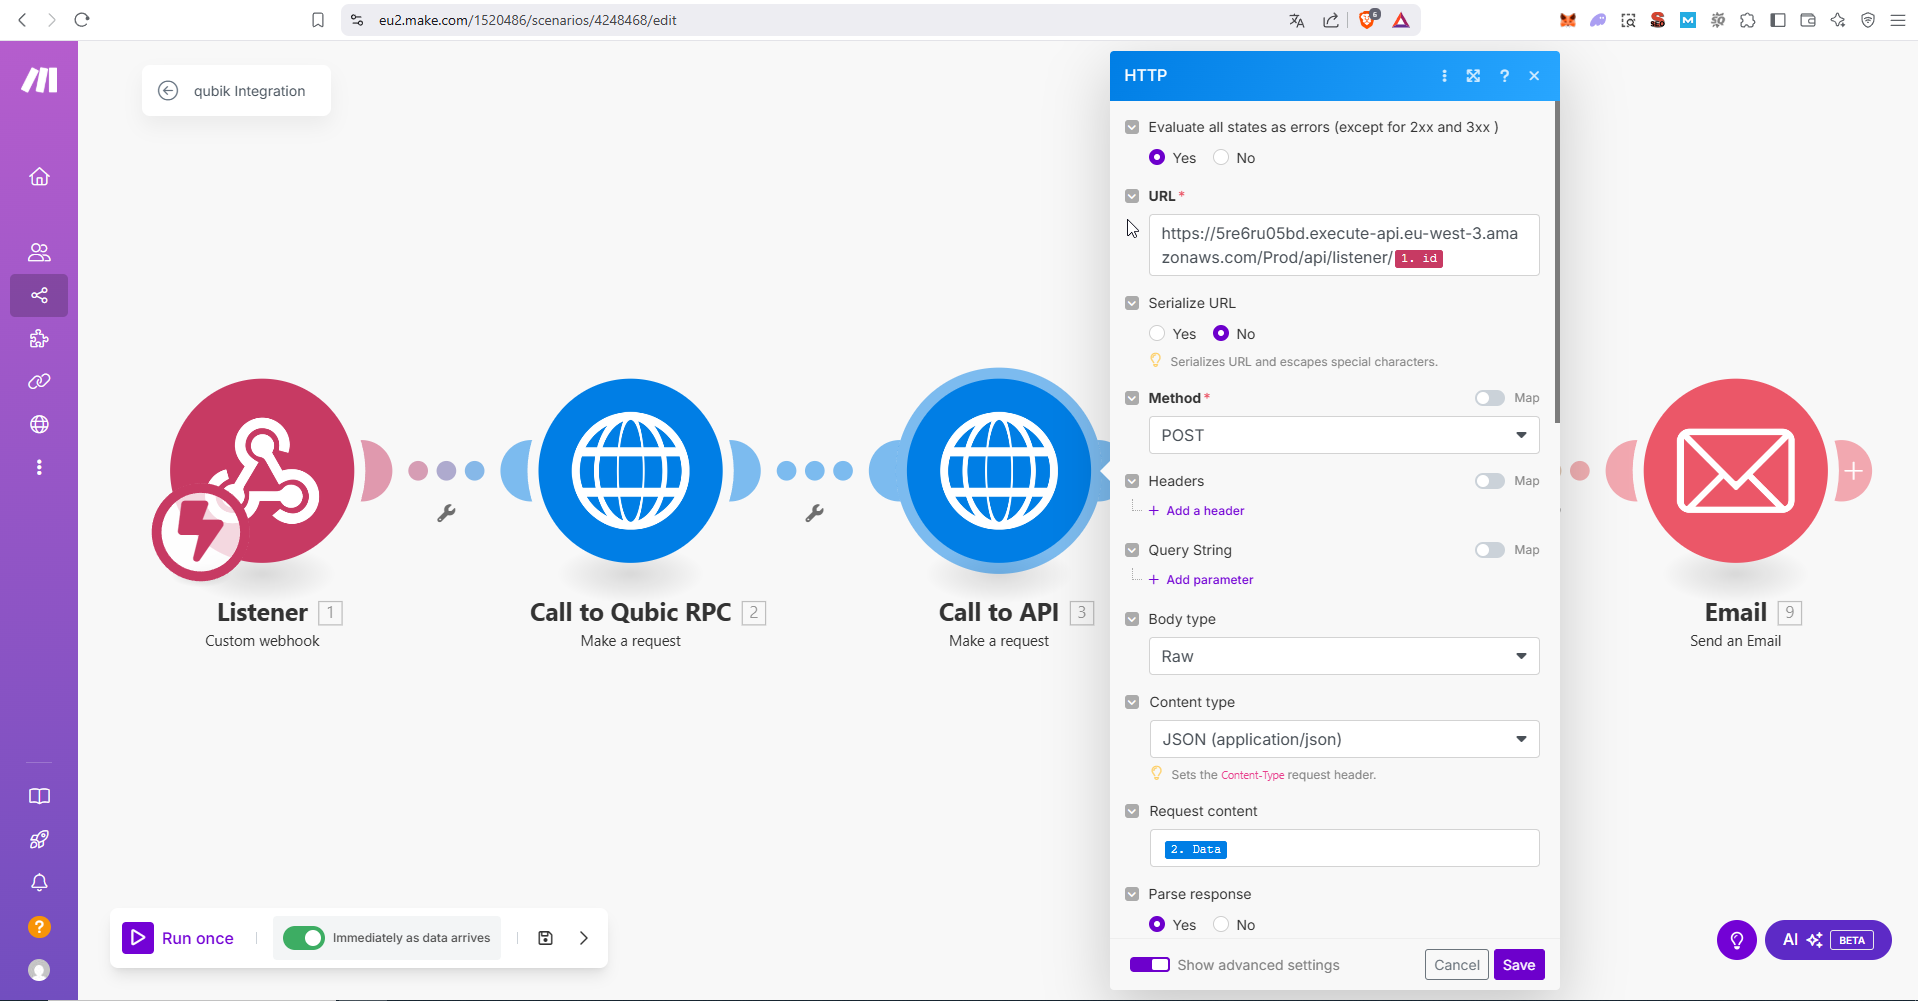 eu2.make.com/1520486/scenarios/4248468/edit
6
SEO
M
qubik Integration
HTTP
?
Evaluate all states as errors (except for 2xx and 3xx )
Yes No
URL *
https://5re6ru05bd.execute-api.eu-west-3.ama
zonaws.com/Prod/api/listener/ 1. id
Serialize URL
Yes No
Serializes URL and escapes special characters.
Method * Map
POST
Headers Map
+ Add a header
Query String Map
+ Add parameter
Body type
Raw
Content type
JSON (application/json)
Sets the Content-Type request header.
Request content
2. Data
Parse response
Yes No
Show advanced settings Cancel Save
Listener 1
Custom webhook
Call to Qubic RPC 2
Make a request
Call to API 3
Make a request
Email 9
Send an Email
Run once Immediately as data arrives
?
AI BETA